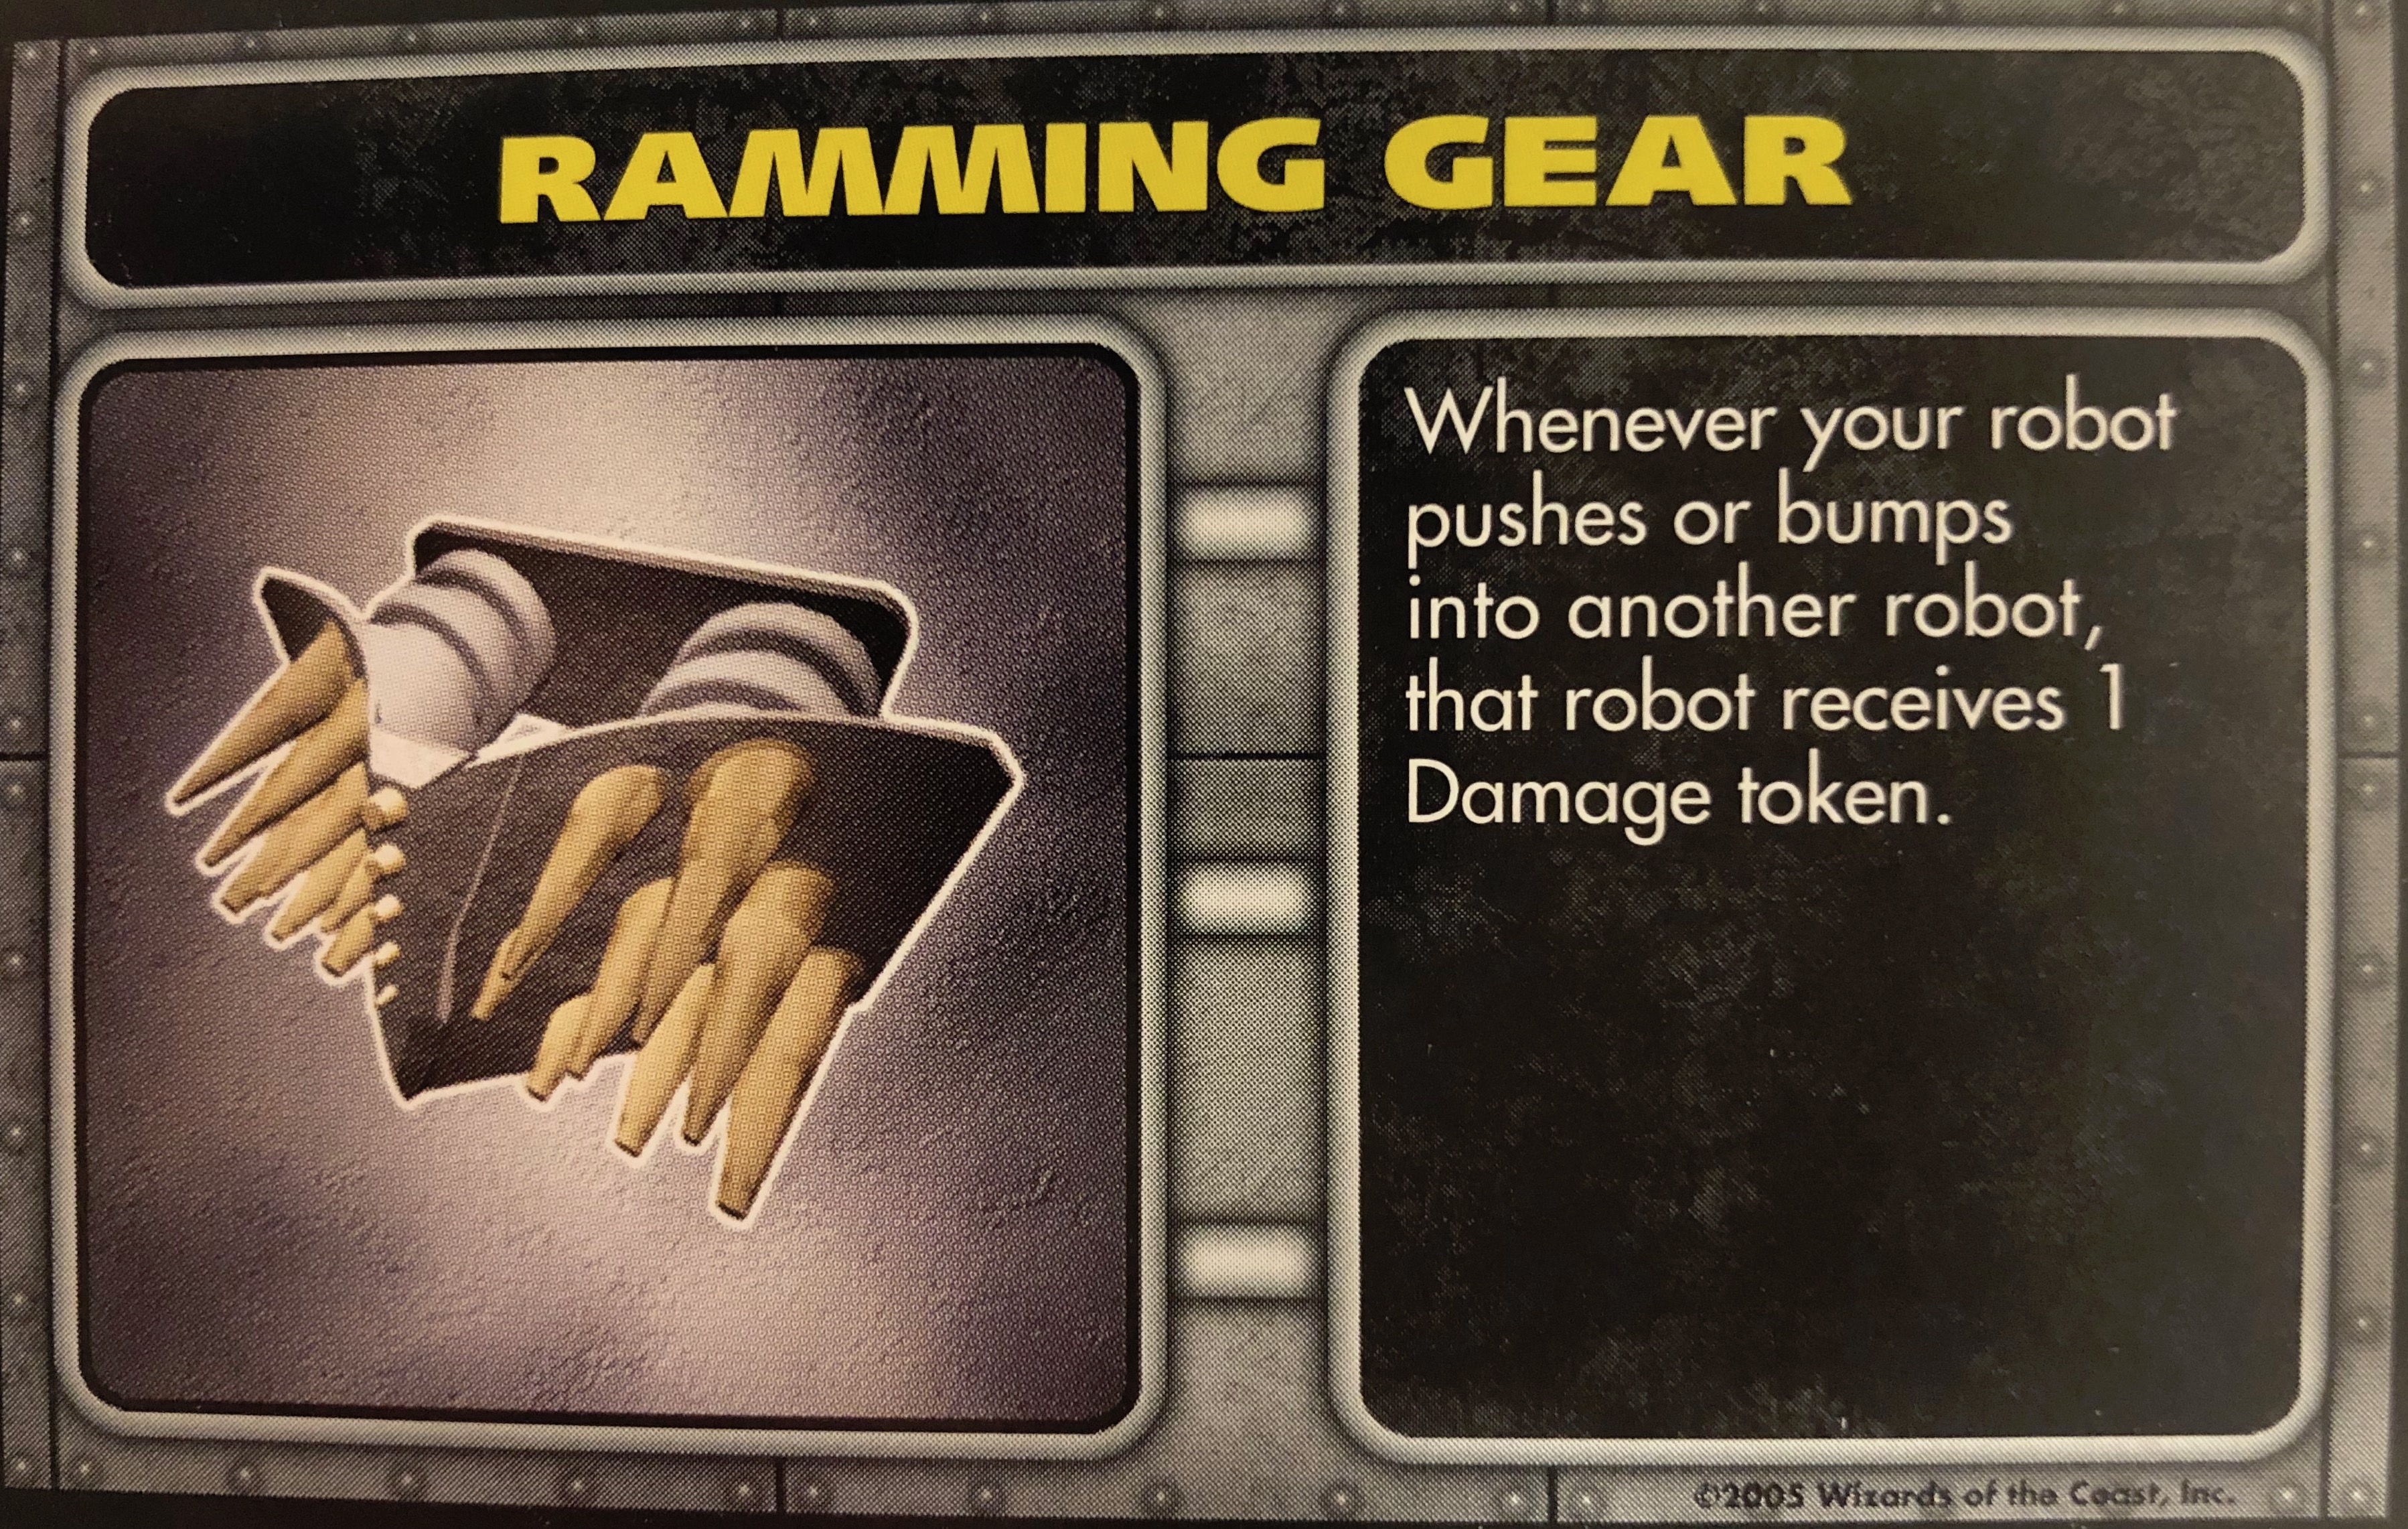 RAMMING GEAR
Whenever your robot
pushes or bumps
into another robot,
that robot receives 1
Damage token.
©2005 Wizards of the Coast, Inc.